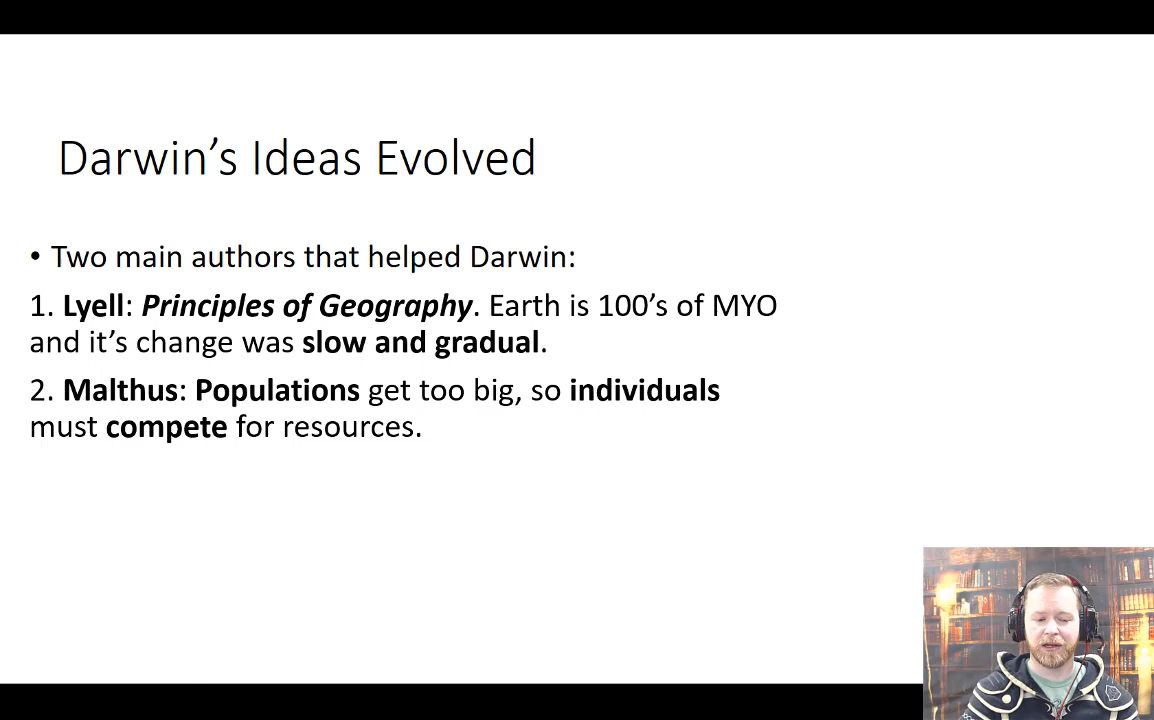 Darwin’s Ideas Evolved
• Two main authors that helped Darwin:
1. Lyell: Principles of Geography. Earth is 100’s of MYO
and it’s change was slow and gradual.
2. Malthus: Populations get too big, so individuals
must compete for resources.